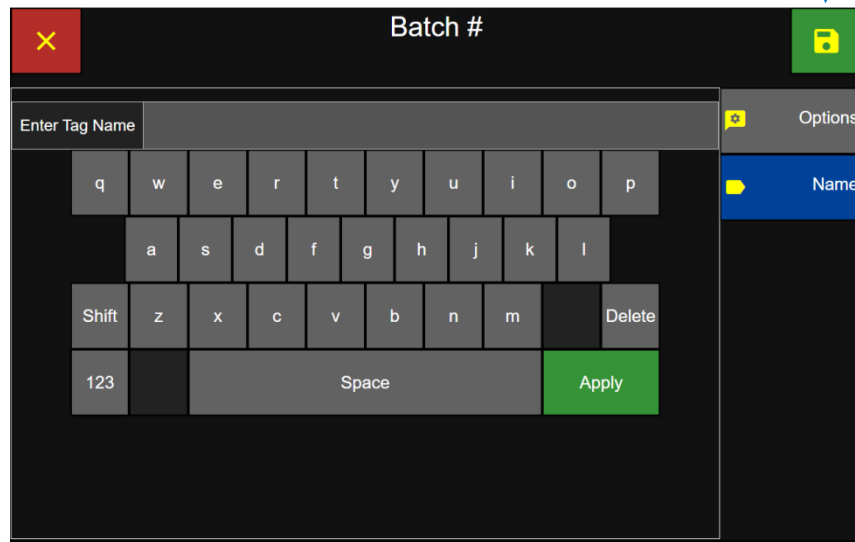 Batch #
Enter Tag Name
Options
Name
q w e r t y u i o p
a s d f g h j k l
Shift z x c v b n m Delete
123 Space Apply